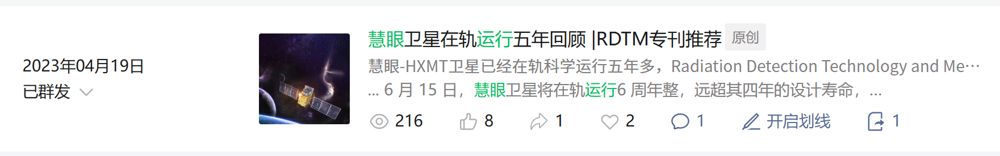 2023年04月19日
已群发
慧眼卫星在轨运行五年回顾 |RDTM专刊推荐 原创
慧眼-HXMT卫星已经在轨科学运行五年多，Radiation Detection Technology and Me···
... 6 月 15 日，慧眼卫星将在轨运行6 周年整，远超其四年的设计寿命，...
216 8 1 2 1 开启划线 1